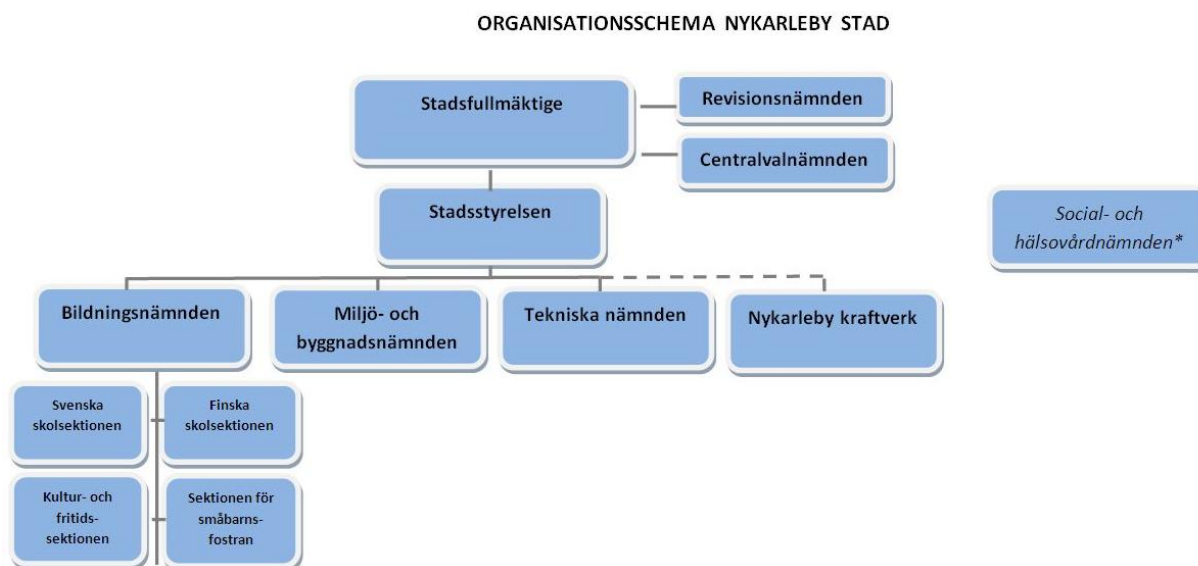 ORGANISATIONSSCHEMA NYKARLEBY STAD
Stadsfullmäktige
Revisionsnämnden
Centralvalnämnden
Stadsstyrelsen
Social- och
hälsovårdnämnden*
Bildningsnämnden
Miljö- och
byggnadsnämnden
Tekniska nämnden
Nykarleby kraftverk
Svenska
skolsektionen
Finska
skolsektionen
Kultur- och
fritids-
sektionen
Sektionen för
småbarns-
fostran